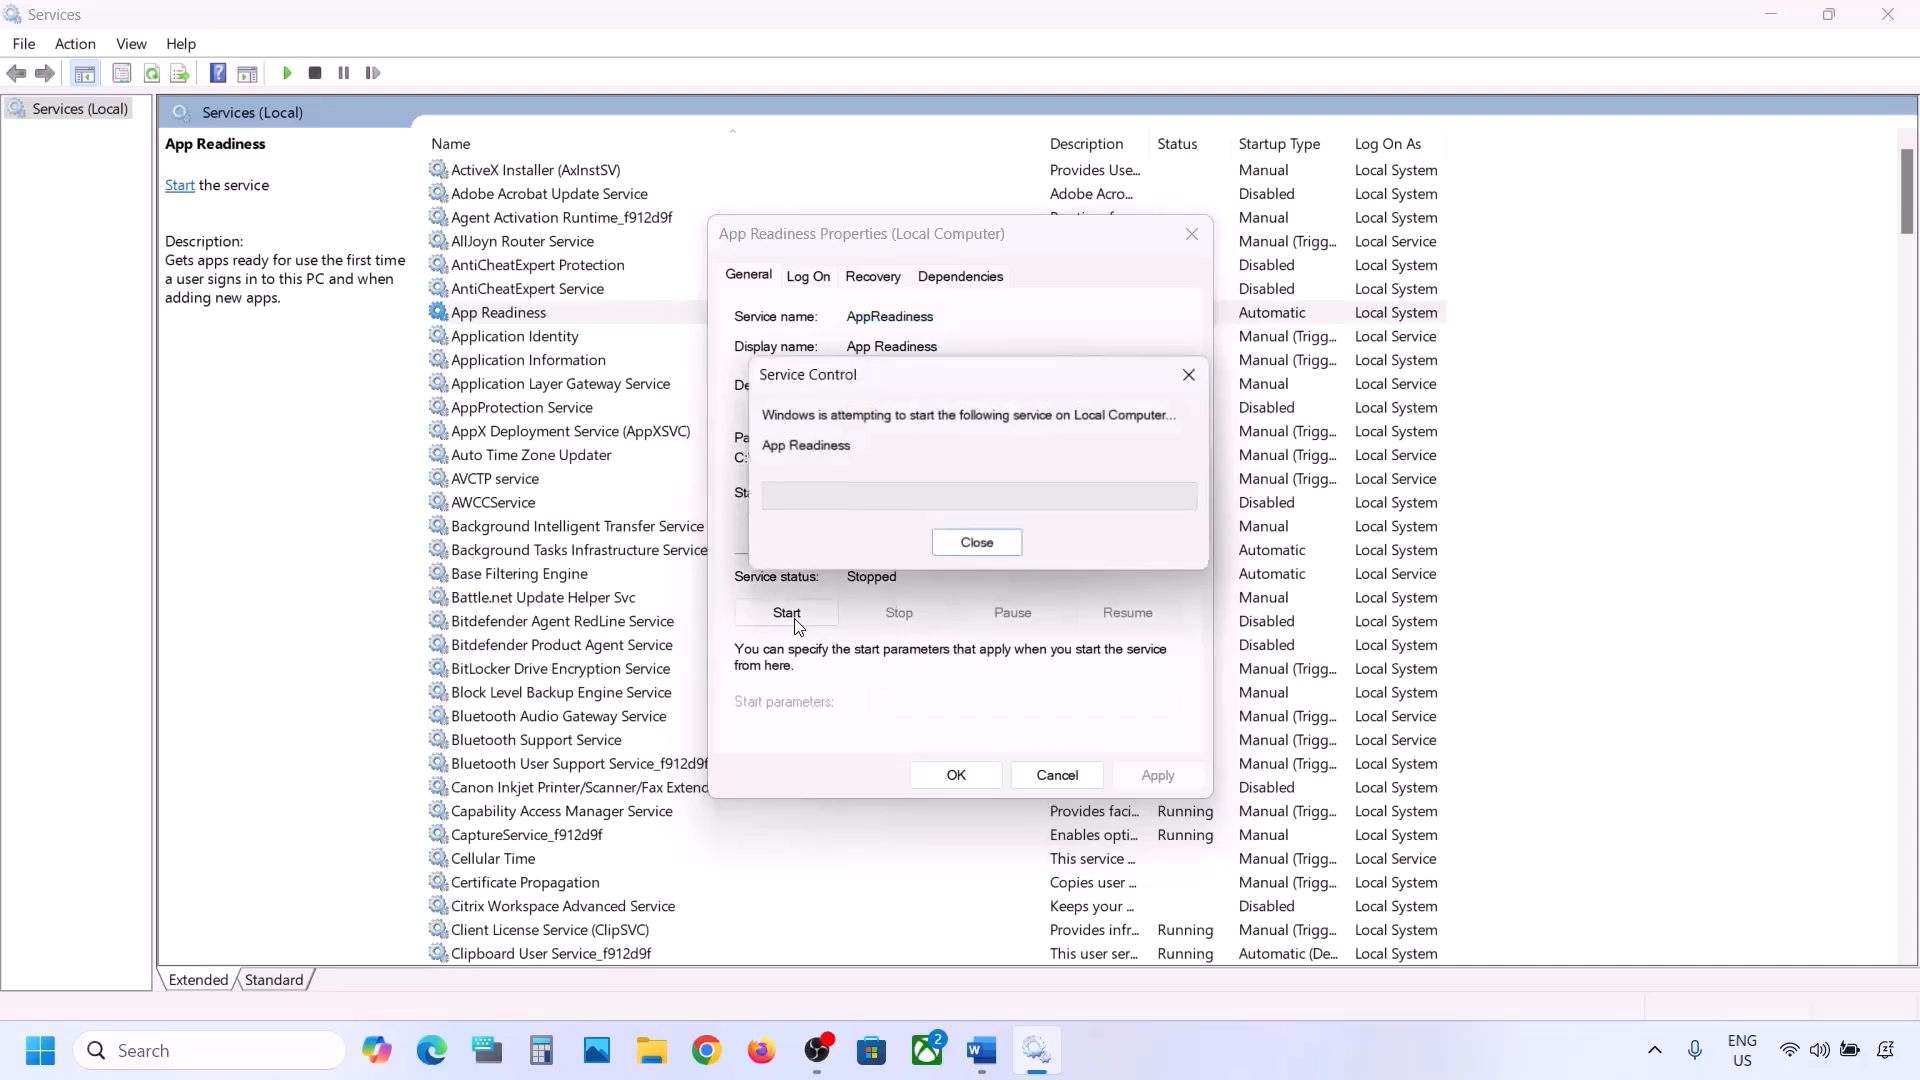 Services
File Action View Help
Services (Local)
Services (Local)
App Readiness
Start the service
Description:
Gets apps ready for use the first time
a user signs in to this PC and when
adding new apps.
Name Description Status Startup Type Log On As
ActiveX Installer (AxInstSV) Provides Use... Manual Local System
Adobe Acrobat Update Service Adobe Acro... Disabled Local System
Agent Activation Runtime_f912d9f Manual Local System
AllJoyn Router Service Manual (Trigg... Local Service
AntiCheatExpert Protection Disabled Local System
AntiCheatExpert Service Disabled Local System
App Readiness Automatic Local System
Application Identity Manual (Trigg... Local Service
Application Information Manual (Trigg... Local System
Application Layer Gateway Service Manual Local Service
AppProtection Service Disabled Local System
AppX Deployment Service (AppXSVC) Manual (Trigg... Local System
Auto Time Zone Updater Manual (Trigg... Local Service
AVCTP service Manual (Trigg... Local Service
AWCCService Disabled Local System
Background Intelligent Transfer Service Manual Local System
Background Tasks Infrastructure Service Automatic Local System
Base Filtering Engine Automatic Local Service
Battle.net Update Helper Svc Manual Local System
Bitdefender Agent RedLine Service Disabled Local System
Bitdefender Product Agent Service Disabled Local System
BitLocker Drive Encryption Service Manual (Trigg... Local System
Block Level Backup Engine Service Manual Local System
Bluetooth Audio Gateway Service Manual (Trigg... Local Service
Bluetooth Support Service Manual (Trigg... Local Service
Bluetooth User Support Service_f912d9f Manual (Trigg... Local System
Canon Inkjet Printer/Scanner/Fax Extend Disabled Local System
Capability Access Manager Service Provides faci... Running Manual (Trigg... Local System
CaptureService_f912d9f Enables opti... Running Manual Local System
Cellular Time This service ... Manual (Trigg... Local Service
Certificate Propagation Copies user ... Manual (Trigg... Local System
Citrix Workspace Advanced Service Keeps your ... Disabled Local System
Client License Service (ClipSVC) Provides infr... Running Manual (Trigg... Local System
Clipboard User Service_f912d9f This user ser... Running Automatic (De... Local System
App Readiness Properties (Local Computer)
General Log On Recovery Dependencies
Service name: AppReadiness
Display name: App Readiness
De
Pa
C:
Sta
Service Control
Windows is attempting to start the following service on Local Computer...
App Readiness
Close
Service status: Stopped
Start Stop Pause Resume
You can specify the start parameters that apply when you start the service
from here.
Start parameters:
OK Cancel Apply
Extended Standard
Search
2
ENG
US